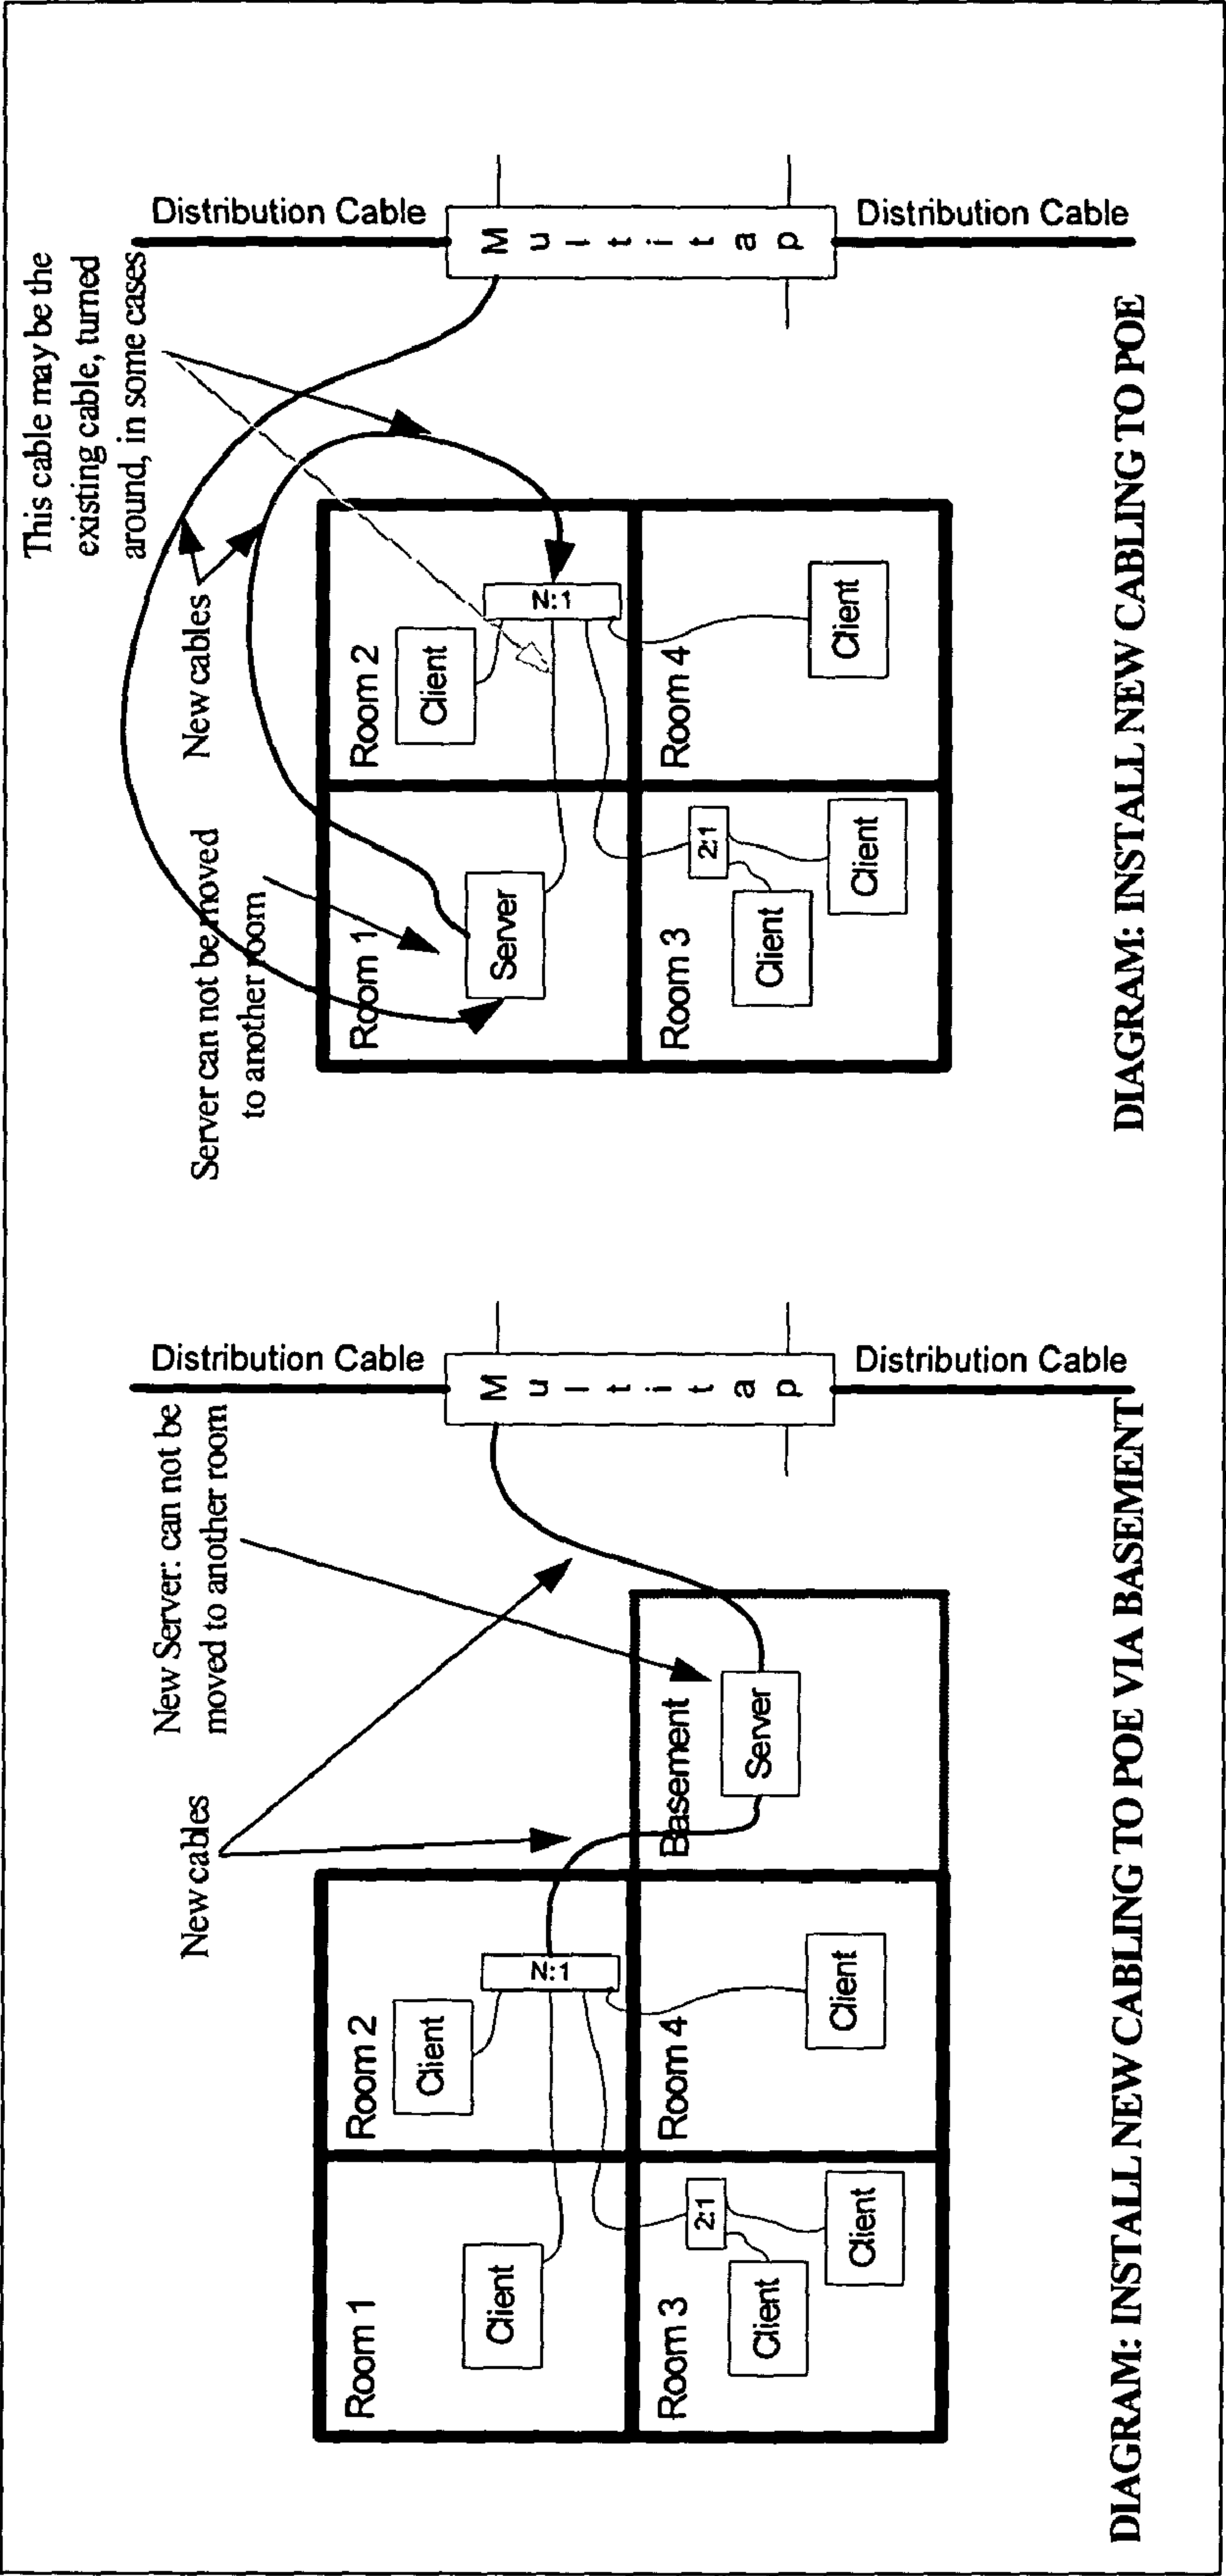 New Server: can not be
moved to another room
New cables
Distribution Cable
Multitap
Distribution Cable
Room 1
Client
Room 2
Client
N:1
Room 3
Client
2:1
Client
Room 4
Client
Basement
Server
DIAGRAM: INSTALL NEW CABLING TO POE VIA BASEMENT
This cable may be the
existing cable, turned
around, in some cases
New cables
Server can not be moved
to another room
Distribution Cable
Multitap
Distribution Cable
Room 1
Server
Room 2
Client
N:1
Room 3
Client
2:1
Client
Room 4
Client
DIAGRAM: INSTALL NEW CABLING TO POE